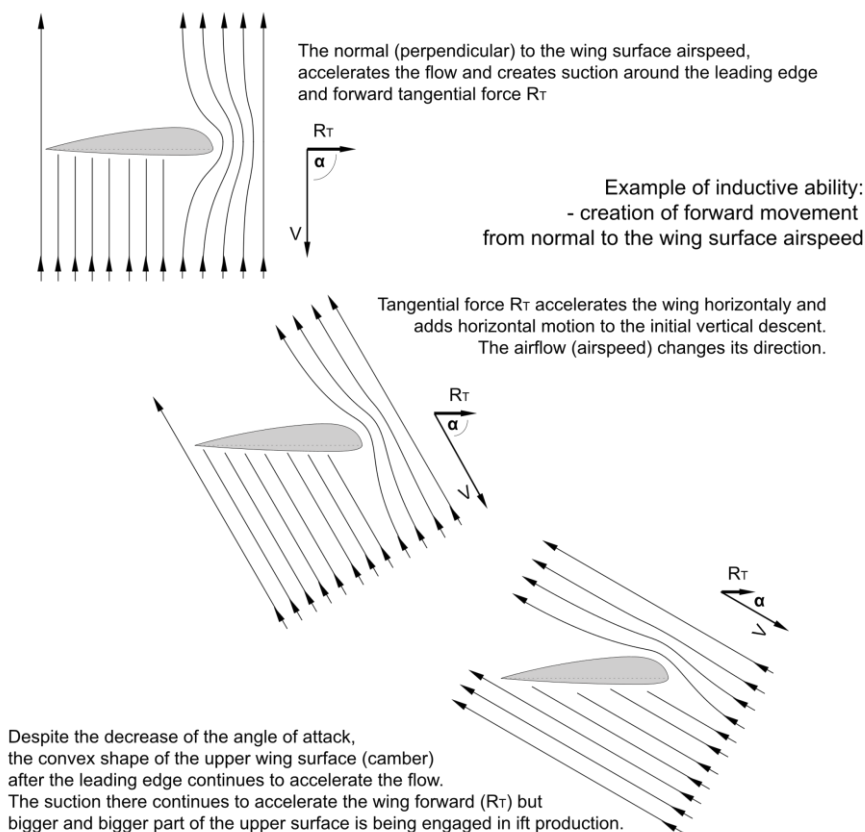 The normal (perpendicular) to the wing surface airspeed,
accelerates the flow and creates suction around the leading edge
and forward tangential force RT
RT
α
V
Example of inductive ability:
- creation of forward movement
from normal to the wing surface airspeed
Tangential force RT accelerates the wing horizontaly and
adds horizontal motion to the initial vertical descent.
The airflow (airspeed) changes its direction.
RT
α
V
RT
α
V
Despite the decrease of the angle of attack,
the convex shape of the upper wing surface (camber)
after the leading edge continues to accelerate the flow.
The suction there continues to accelerate the wing forward (RT) but
bigger and bigger part of the upper surface is being engaged in ift production.